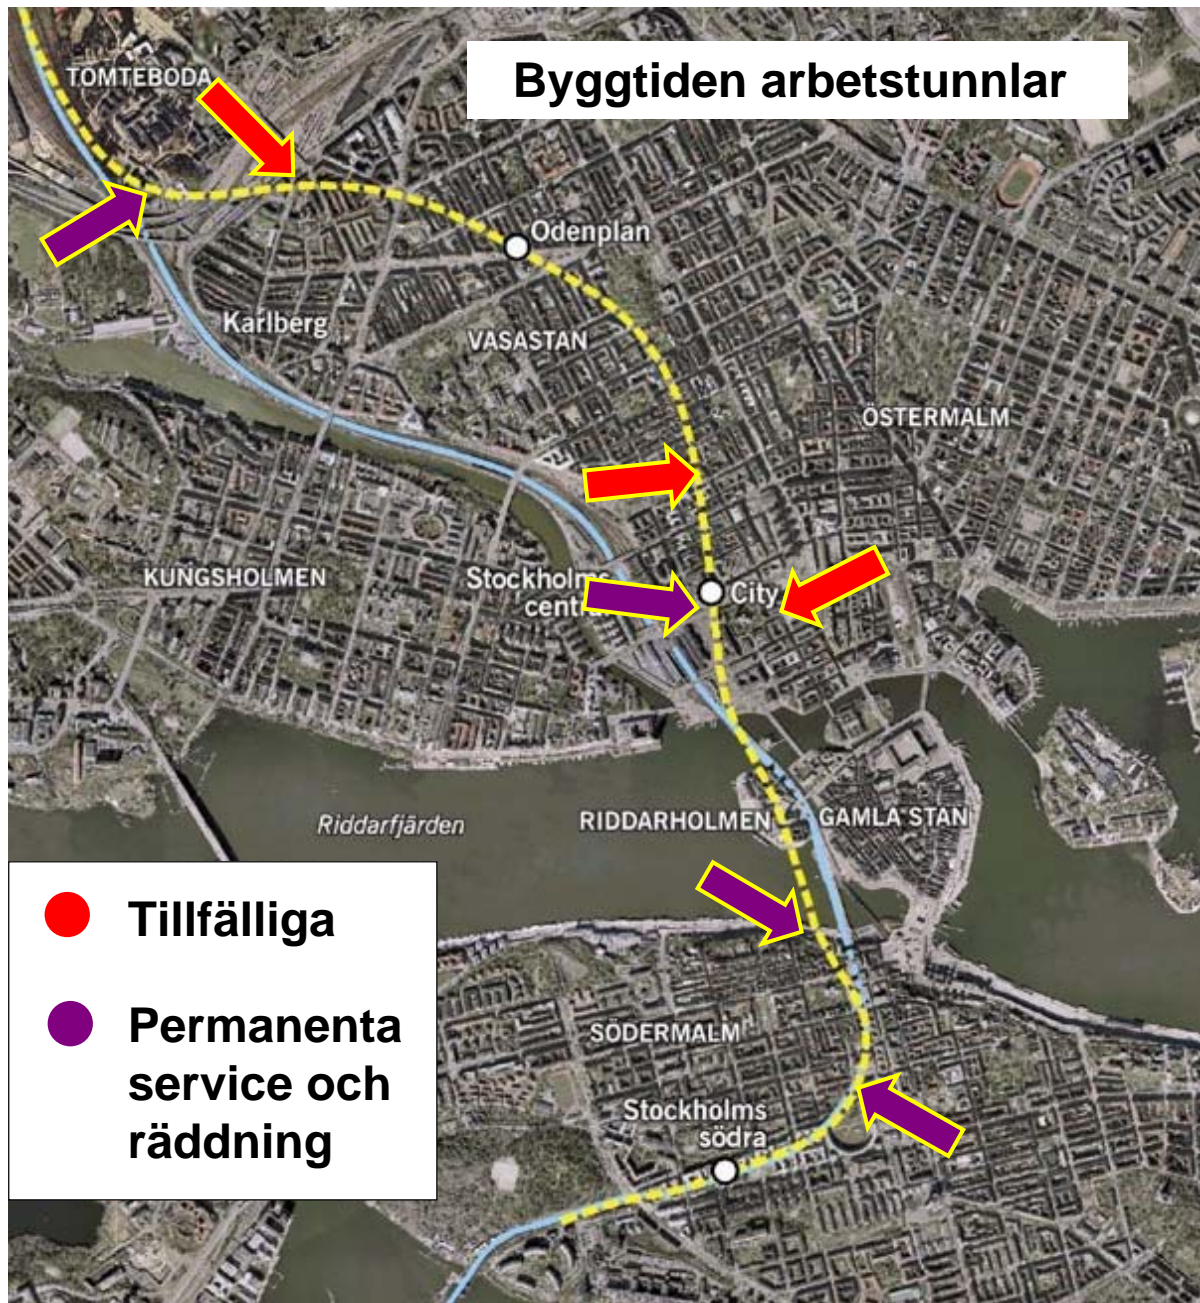 Byggtiden arbetstunnlar
TOMTEBODA
Odenplan
Karlberg
VASASTAN
ÖSTERMALM
KUNGSHOLMEN
Stockholms
central
City
Riddarfjärden
RIDDARHOLMEN
GAMLA STAN
Tillfälliga
Permanenta
service och
räddning
SÖDERMALM
Stockholms
södra